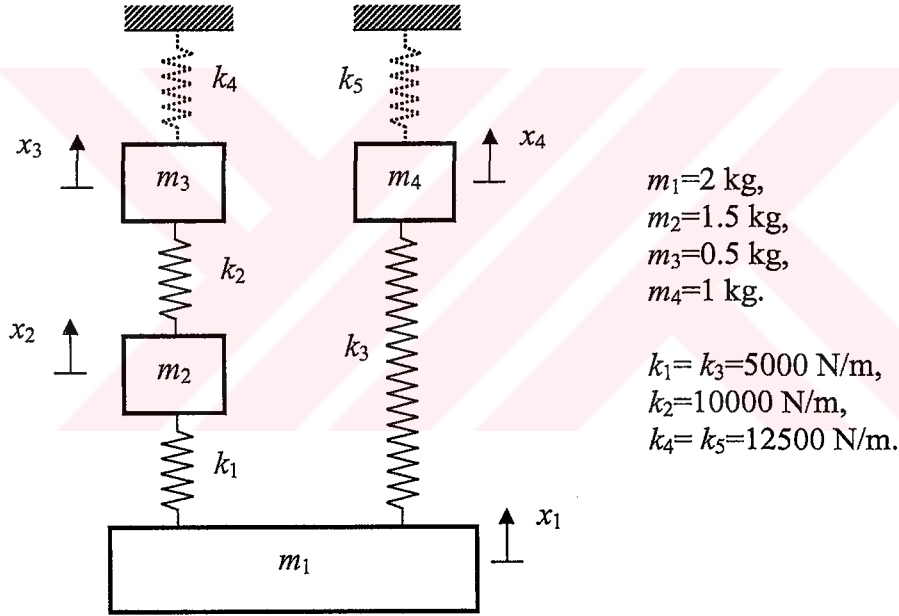 k4
k5
x3
x4
m3
m4
k2
x2
k3
m2
k1
x1
m1
m1=2 kg,
m2=1.5 kg,
m3=0.5 kg,
m4=1 kg.
k1= k3=5000 N/m,
k2=10000 N/m,
k4= k5=12500 N/m.